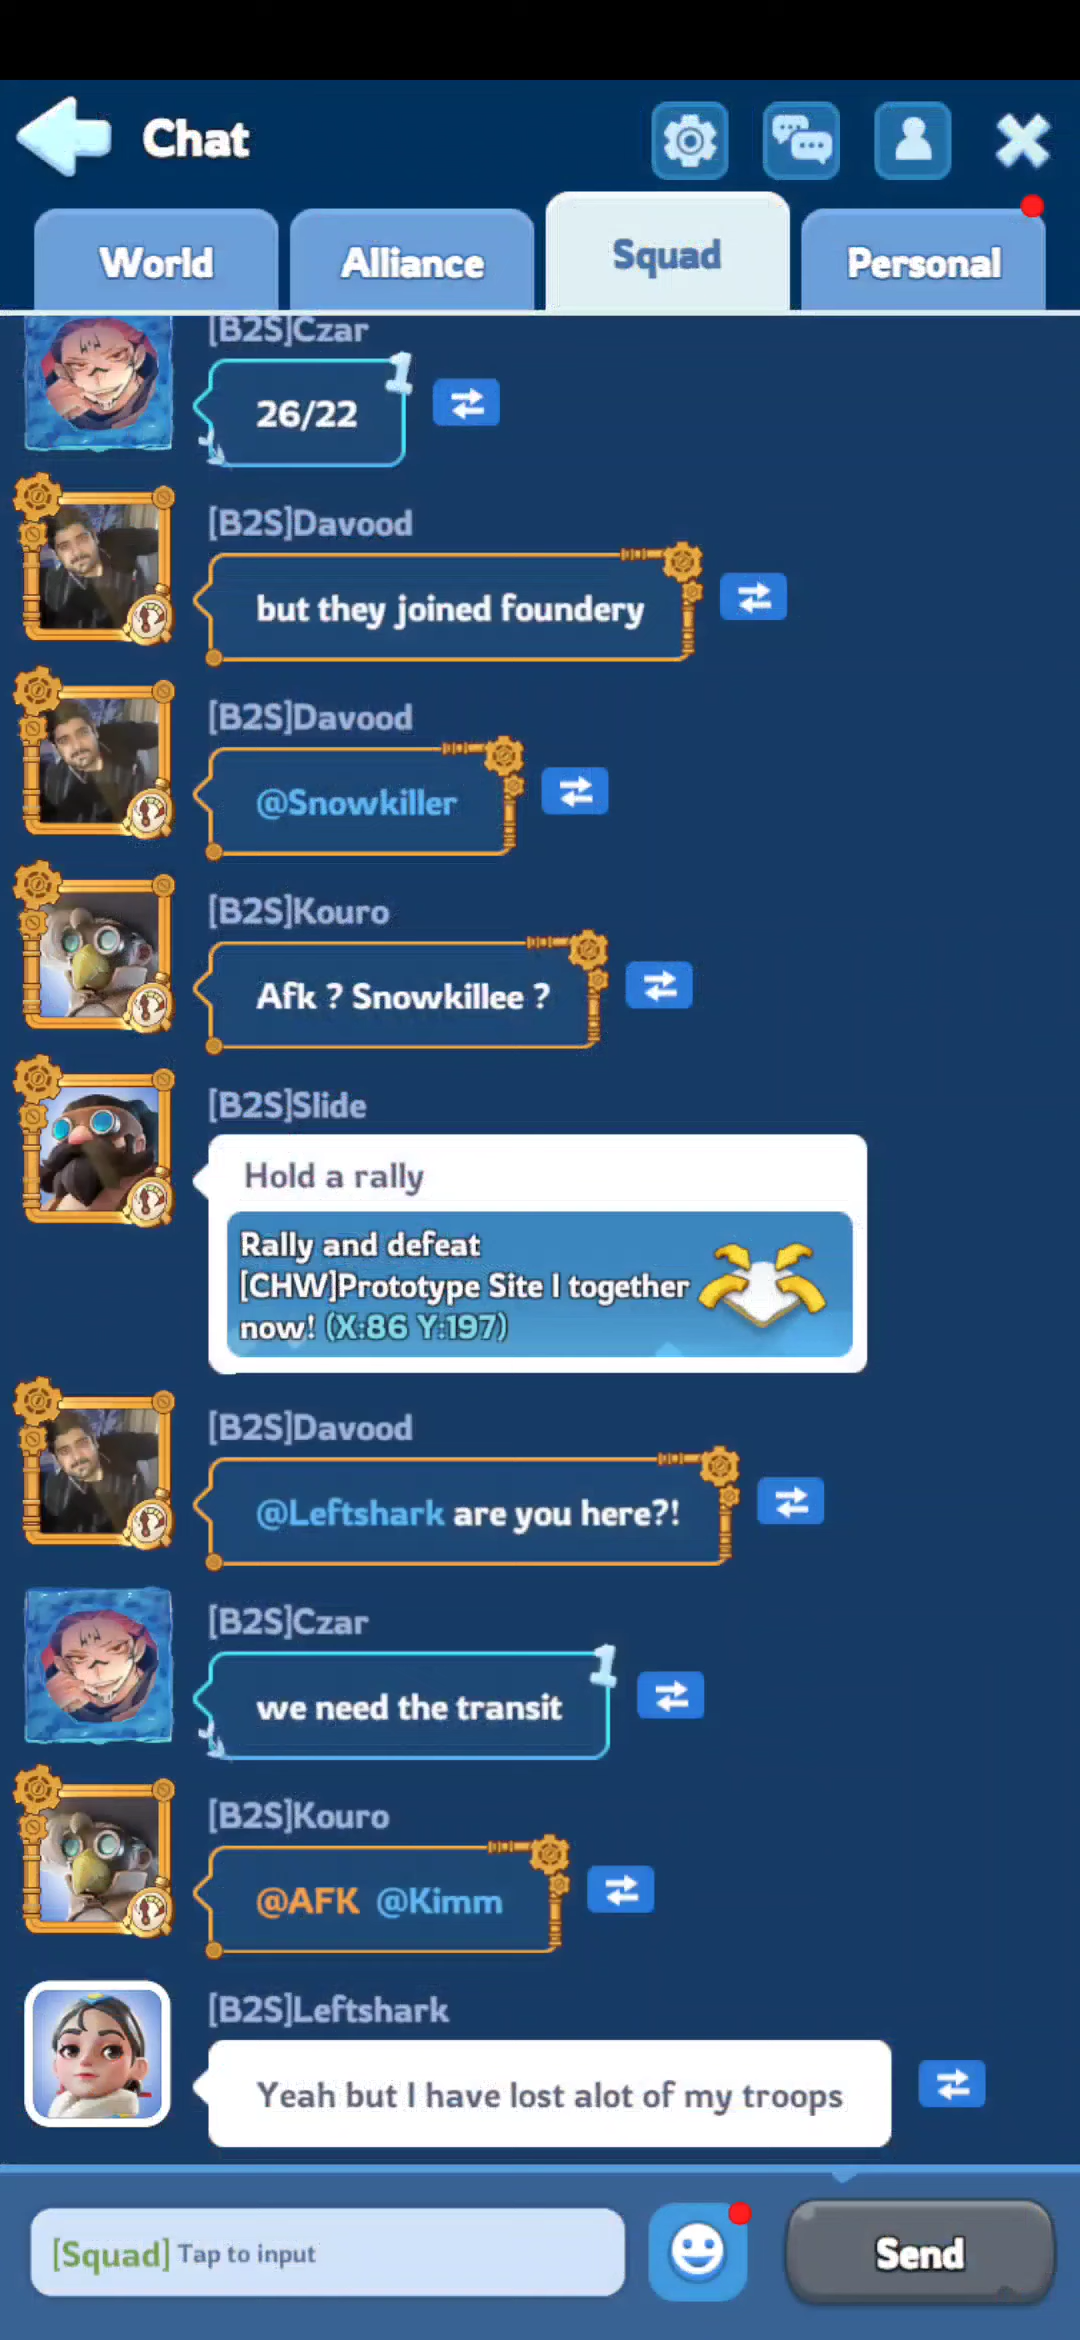 Chat
World
Alliance
Squad
Personal
[B2S]Czar
1
26/22
[B2S]Davood
but they joined foundery
[B2S]Davood
@Snowkiller
[B2S]Kouro
Afk ? Snowkillee ?
[B2S]Slide
Hold a rally
Rally and defeat
[CHW]Prototype Site I together
now! (X:86 Y:197)
[B2S]Davood
@Leftshark are you here?!
[B2S]Czar
1
we need the transit
[B2S]Kouro
@AFK @Kimm
[B2S]Leftshark
Yeah but I have lost alot of my troops
[Squad] Tap to input
Send